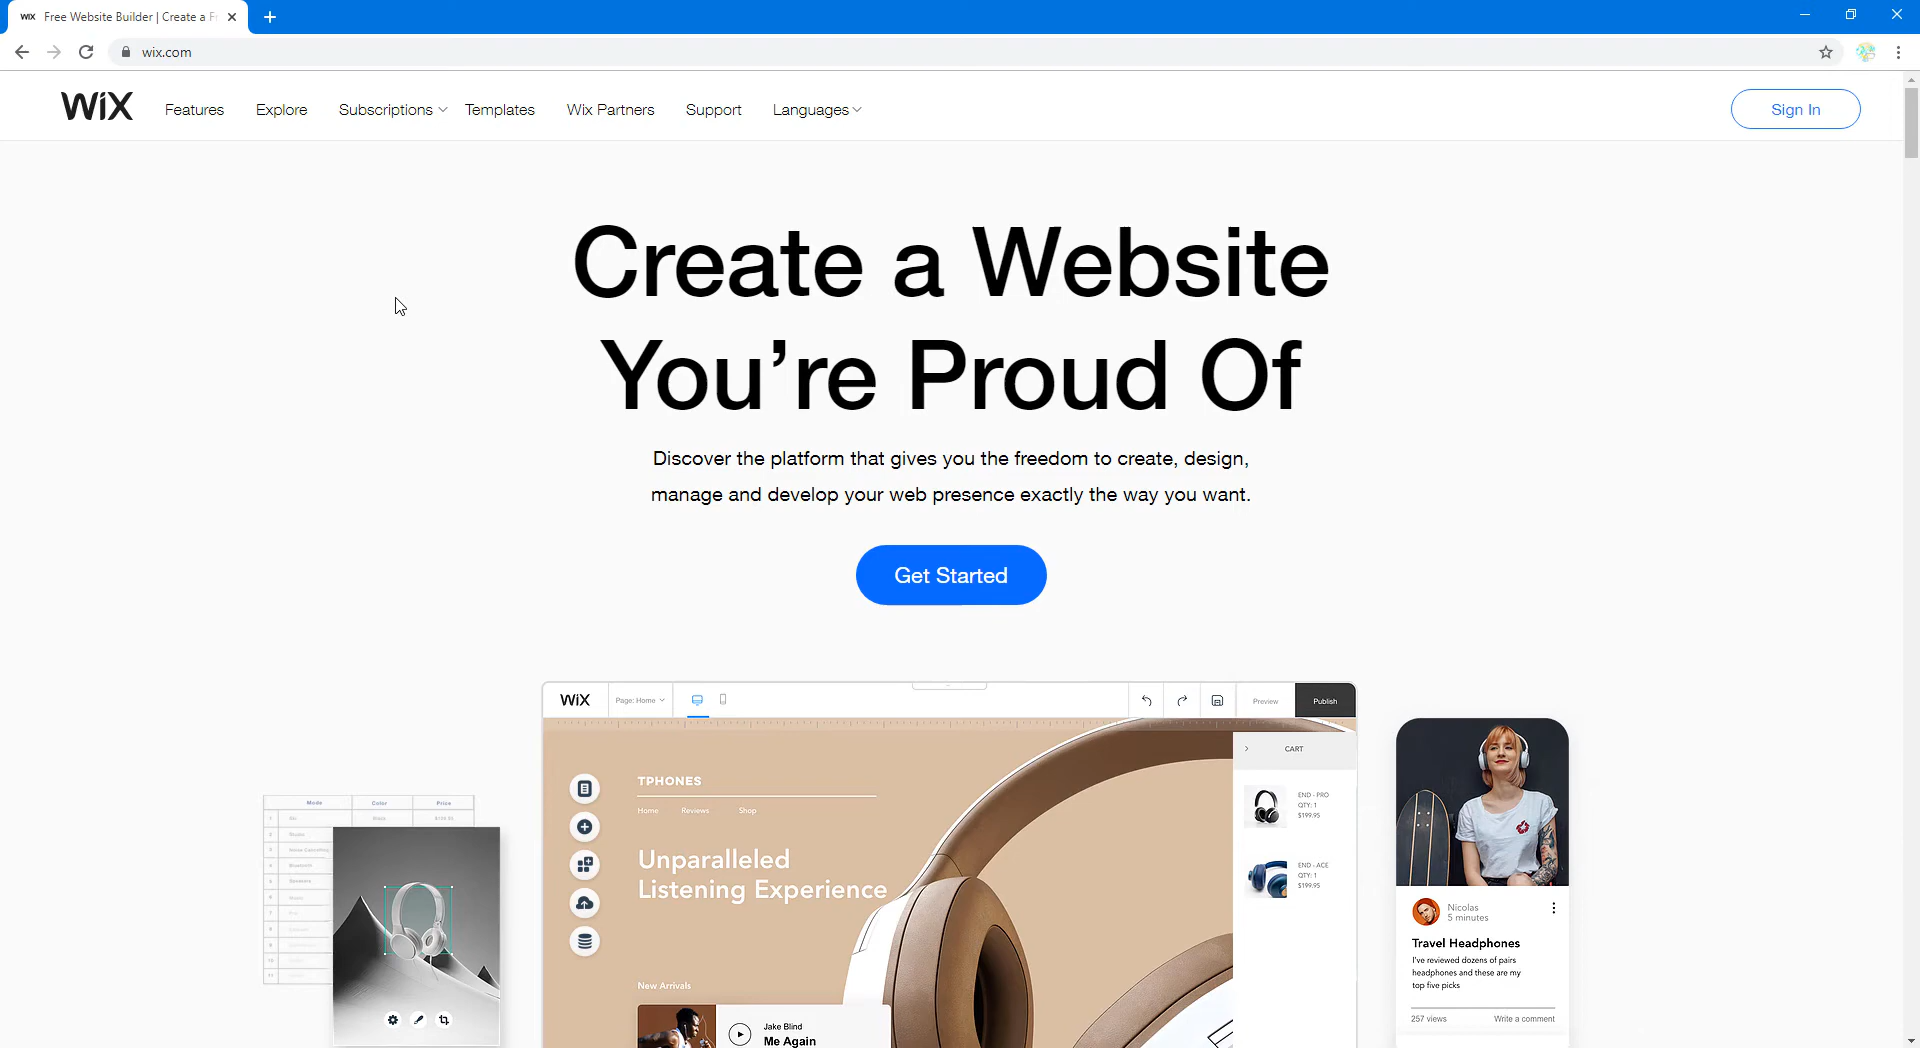 WiX Free Website Builder | Create a F
wix.com
WiX Features Explore Subscriptions Templates Wix Partners Support Languages Sign In
Create a Website
You’re Proud Of
Discover the platform that gives you the freedom to create, design,
manage and develop your web presence exactly the way you want.
Get Started
WiX Page: Home Preview Publish
CART
TPHONES
Home Reviews Shop
END - PRO
QTY: 1
$199.95
Unparalleled
Listening Experience
END - ACE
QTY: 1
$199.95
New Arrivals
Jake Blind
Me Again
Mode Color Price
Nicolas
5 minutes
Travel Headphones
I've reviewed dozens of pairs
headphones and these are my
top five picks
257 views Write a comment